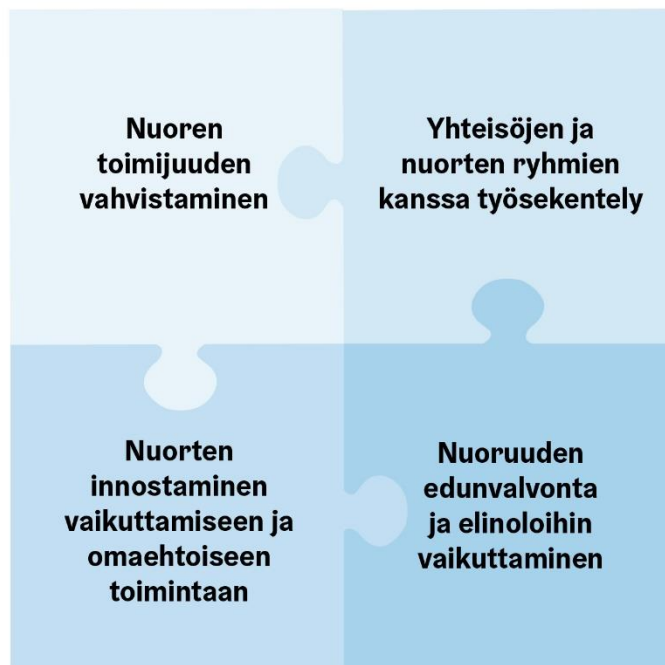 Nuoren
toimijuuden
vahvistaminen
Yhteisöjen ja
nuorten ryhmien
kanssa työsekentely
Nuorten
innostaminen
vaikuttamiseen ja
omaehtoiseen
toimintaan
Nuoruuden
edunvalvonta
ja elinoloihin
vaikuttaminen